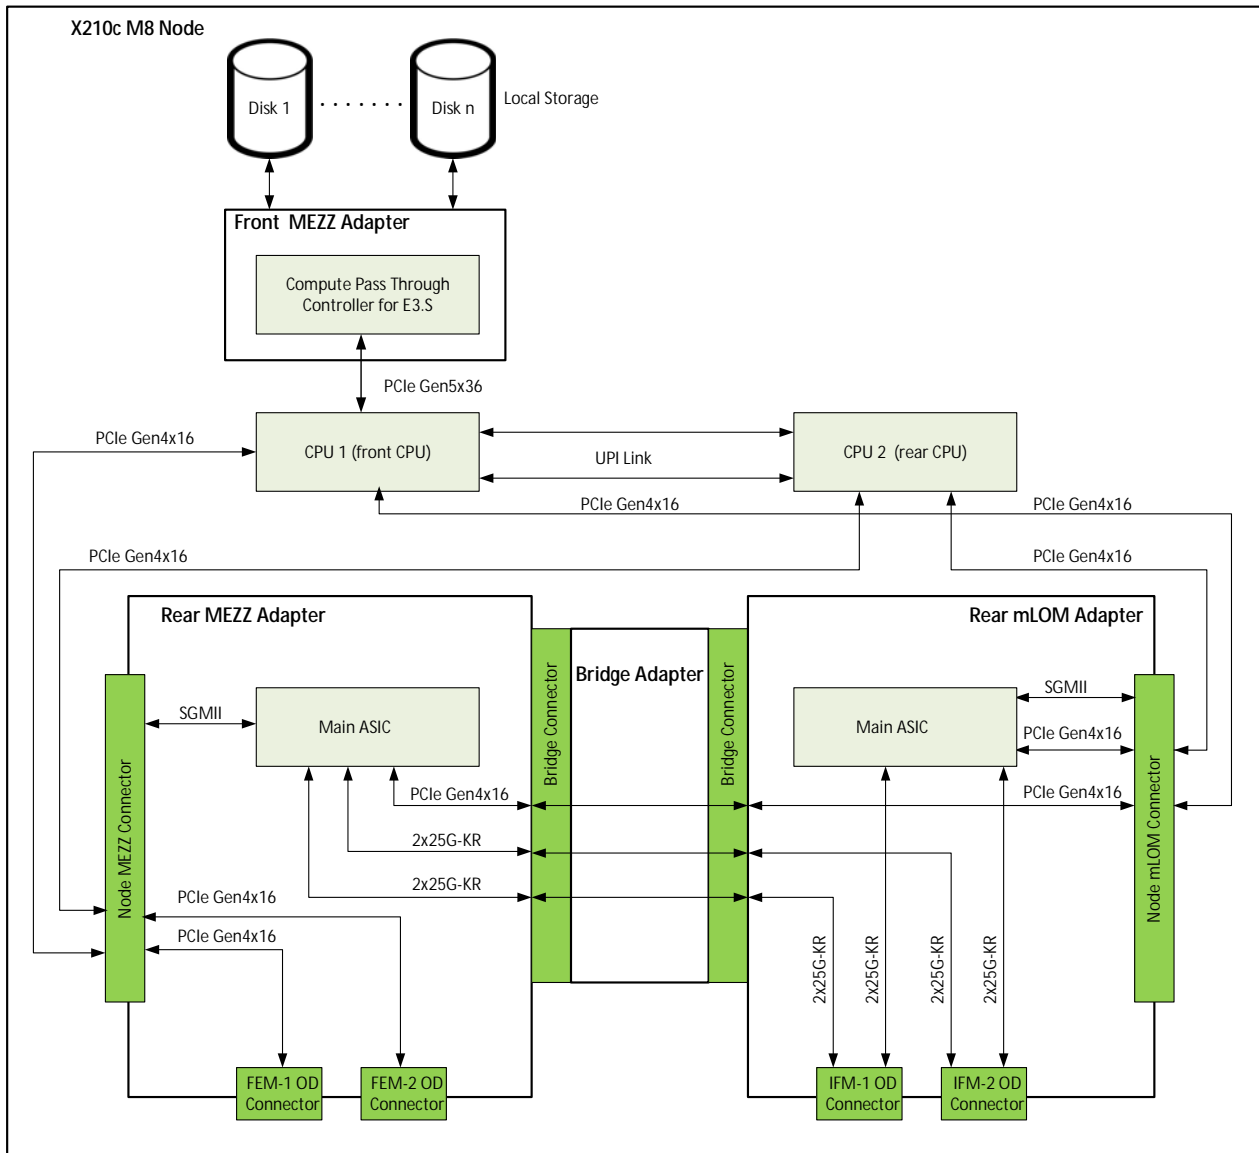 X210c M8 Node
Disk 1
. . . . . . .
Disk n
Local Storage
Front MEZZ Adapter
Compute Pass Through
Controller for E3.S
PCIe Gen5x36
PCIe Gen4x16
CPU 1 (front CPU)
UPI Link
CPU 2 (rear CPU)
PCIe Gen4x16
PCIe Gen4x16
PCIe Gen4x16
PCIe Gen4x16
Rear MEZZ Adapter
Rear mLOM Adapter
Bridge Connector
Bridge Adapter
Bridge Connector
Node MEZZ Connector
SGMII
Main ASIC
PCIe Gen4x16
2x25G-KR
2x25G-KR
PCIe Gen4x16
PCIe Gen4x16
Main ASIC
SGMII
PCIe Gen4x16
PCIe Gen4x16
Node mLOM Connector
2x25G-KR
2x25G-KR
2x25G-KR
2x25G-KR
FEM-1 OD
Connector
FEM-2 OD
Connector
IFM-1 OD
Connector
IFM-2 OD
Connector